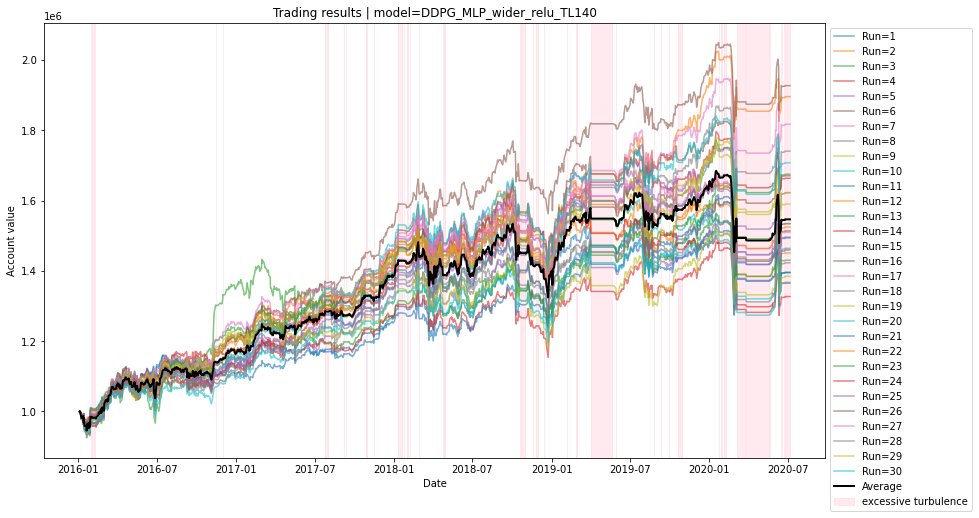 Trading results | model=DDPG_MLP_wider_relu_TL140
1e6
2.0
1.8
1.6
1.4
1.2
1.0
Account value
2016-01 2016-07 2017-01 2017-07 2018-01 2018-07 2019-01 2019-07 2020-01 2020-07
Date
Run=1
Run=2
Run=3
Run=4
Run=5
Run=6
Run=7
Run=8
Run=9
Run=10
Run=11
Run=12
Run=13
Run=14
Run=15
Run=16
Run=17
Run=18
Run=19
Run=20
Run=21
Run=22
Run=23
Run=24
Run=25
Run=26
Run=27
Run=28
Run=29
Run=30
Average
excessive turbulence